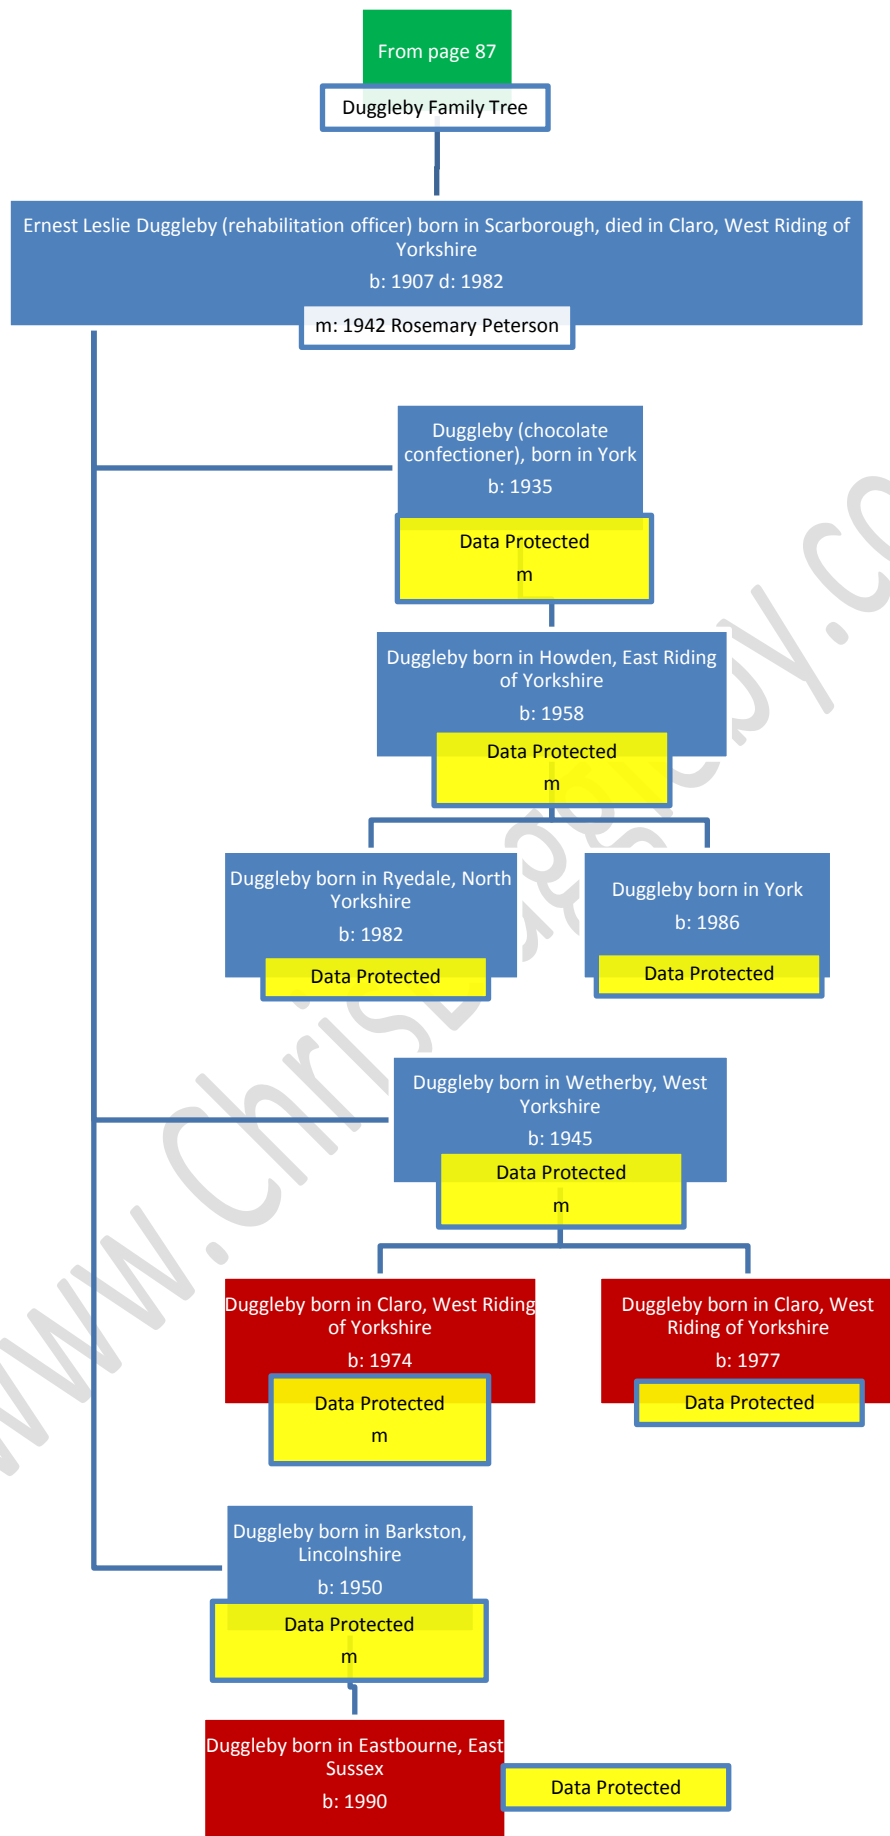 From page 87
Duggleby Family Tree
Ernest Leslie Duggleby (rehabilitation officer) born in Scarborough, died in Claro, West Riding of
Yorkshire
b: 1907 d: 1982
m: 1942 Rosemary Peterson
Duggleby (chocolate
confectioner), born in York
b: 1935
Data Protected
m
Duggleby born in Howden, East Riding
of Yorkshire
b: 1958
Data Protected
m
Duggleby born in Ryedale, North
Yorkshire
b: 1982
Data Protected
Duggleby born in York
b: 1986
Data Protected
Duggleby born in Wetherby, West
Yorkshire
b: 1945
Data Protected
m
Duggleby born in Claro, West Riding
of Yorkshire
b: 1974
Data Protected
m
Duggleby born in Claro, West
Riding of Yorkshire
b: 1977
Data Protected
Duggleby born in Barkston,
Lincolnshire
b: 1950
Data Protected
m
Duggleby born in Eastbourne, East
Sussex
b: 1990
Data Protected